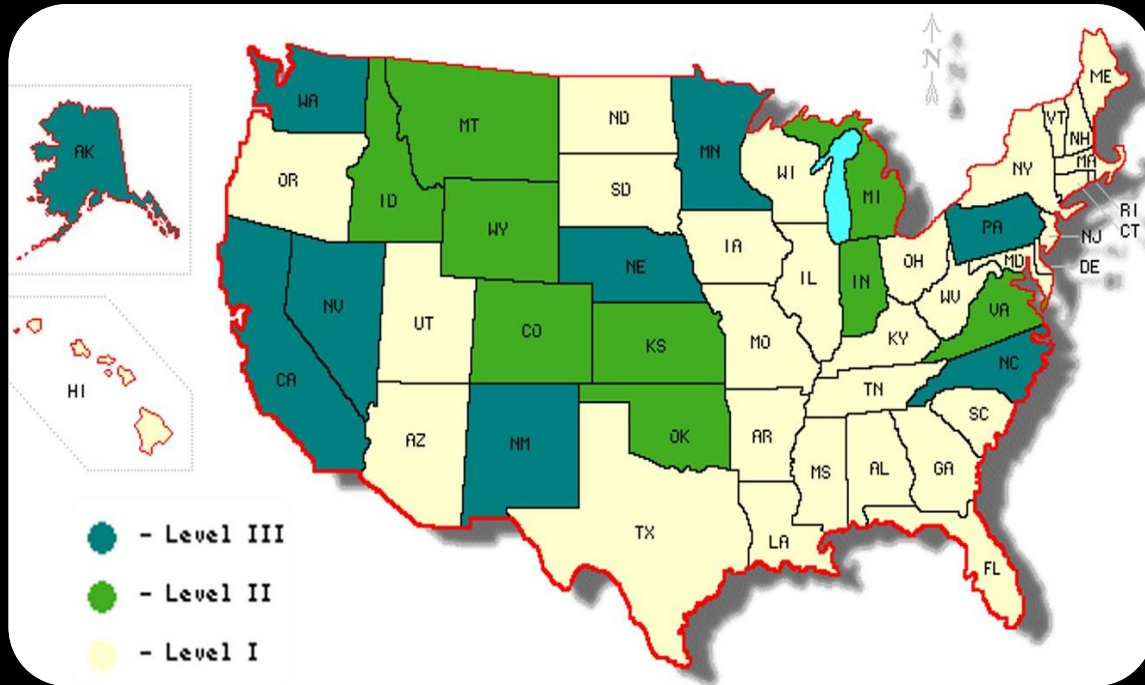 N
ME
WA
VT
MT
ND
NH
AK
MN
MA
NY
WI
OR
SD
MI
ID
RI
WY
PA
CT
NJ
IA
OH
MD
DE
NE
IL
IN
WV
NV
VA
UT
CO
KS
MO
KY
NC
CA
HI
TN
SC
AZ
NM
OK
AR
MS
AL
GA
TX
LA
FL
- Level III
- Level II
- Level I